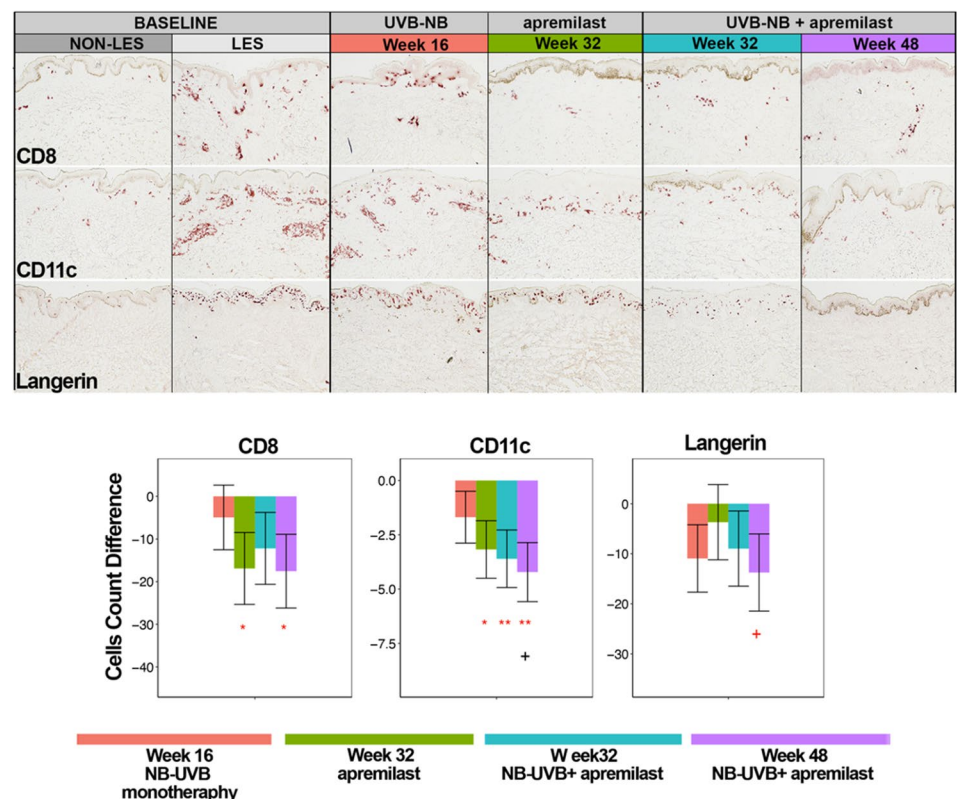 BASELINE UVB-NB apremilast UVB-NB + apremilast
NON-LES LES Week 16 Week 32 Week 32 Week 48
CD8
CD11c
Langerin
CD8 CD11c Langerin
Cells Count Difference
0
−10
−20
−30
−40
* *
0.0
−2.5
−5.0
−7.5
* ** **
+
0
−10
−20
−30
+
Week 16
NB-UVB
monotheraphy
Week 32
apremilast
W eek32
NB-UVB+ apremilast
Week 48
NB-UVB+ apremilast